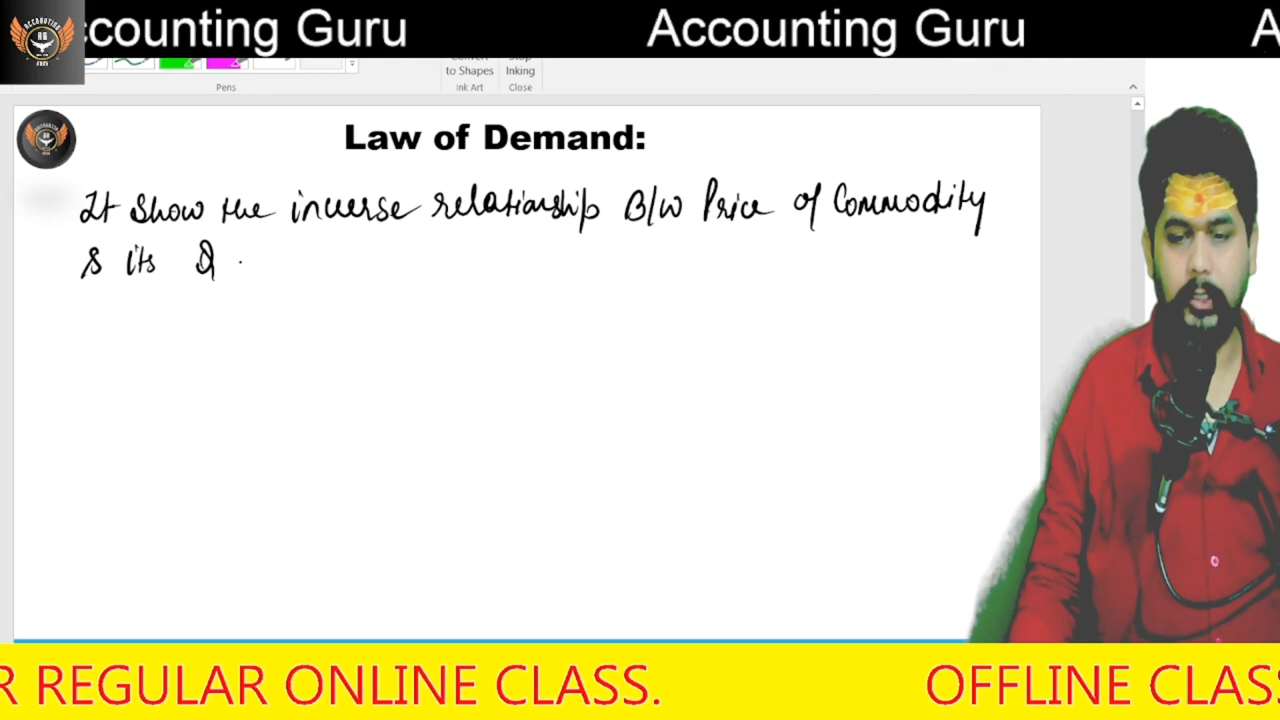 ccounting Guru Accounting Guru A
to Shapes Inking
Pens Ink Art Close
Law of Demand:
It show the inverse relationship B/w Price of Commodity
& its
R REGULAR ONLINE CLASS. OFFLINE CLAS